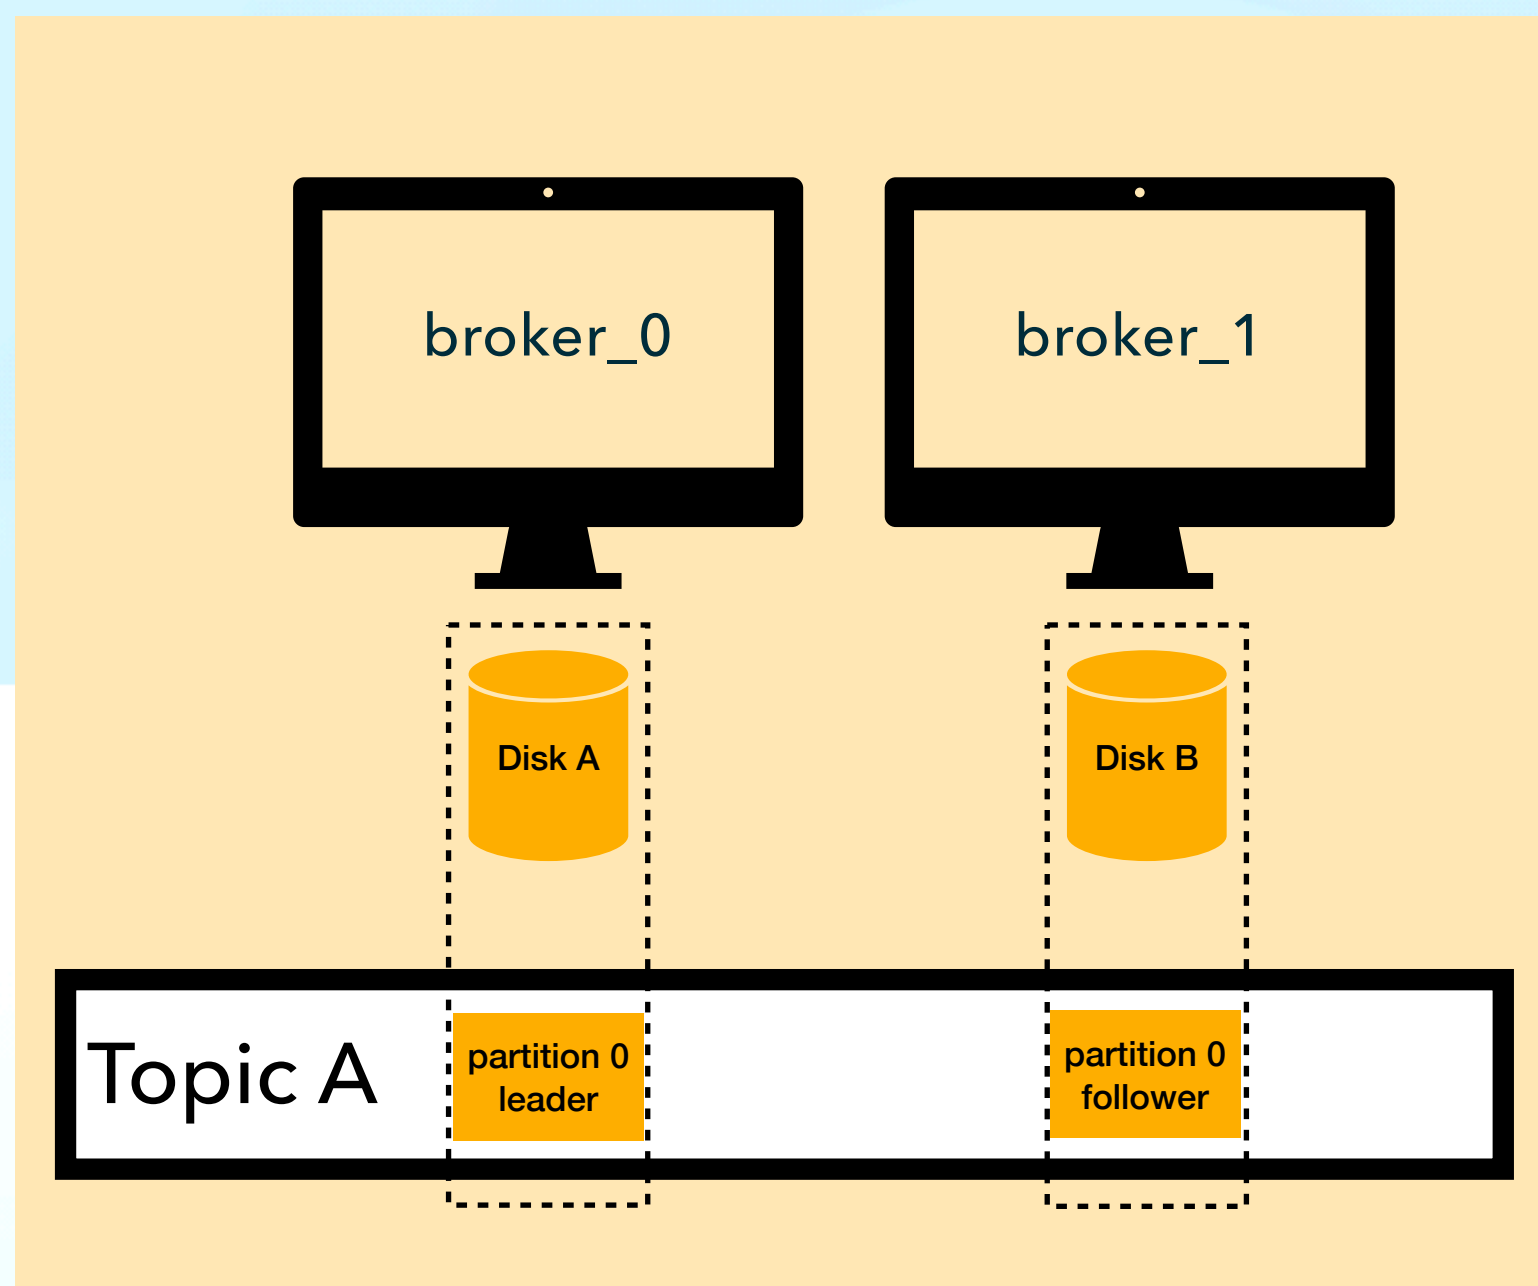 broker_0
broker_1
Disk A
Disk B
Topic A
partition 0
leader
partition 0
follower